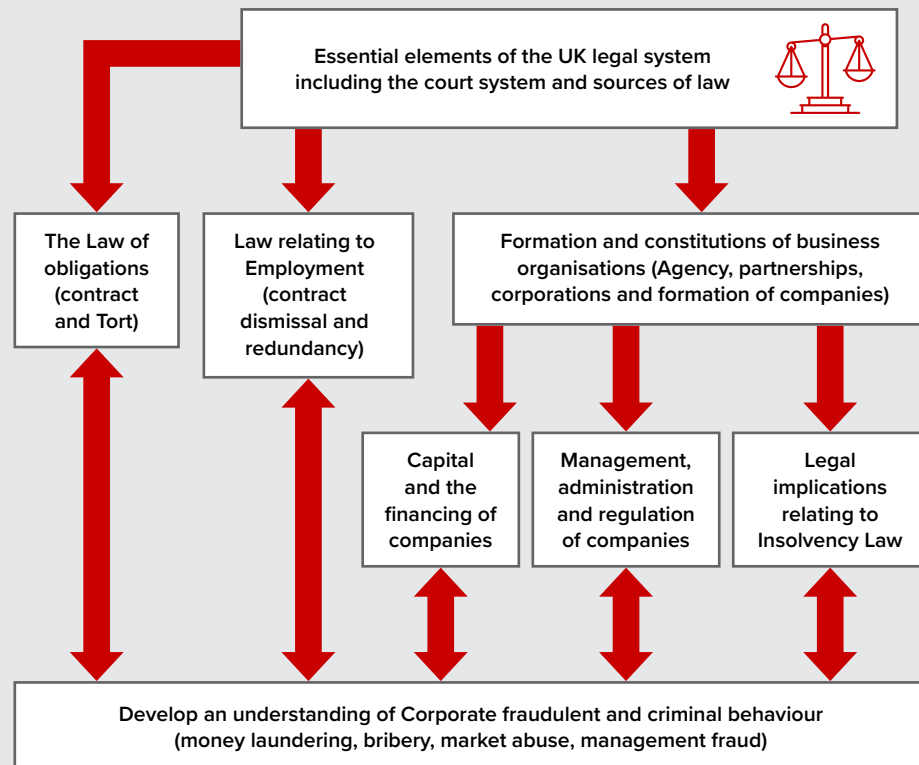 Essential elements of the UK legal system
including the court system and sources of law
The Law of
obligations
(contract
and Tort)
Law relating to
Employment
(contract
dismissal and
redundancy)
Formation and constitutions of business
organisations (Agency, partnerships,
corporations and formation of companies)
Capital
and the
financing of
companies
Management,
administration
and regulation
of companies
Legal
implications
relating to
Insolvency Law
Develop an understanding of Corporate fraudulent and criminal behaviour
(money laundering, bribery, market abuse, management fraud)